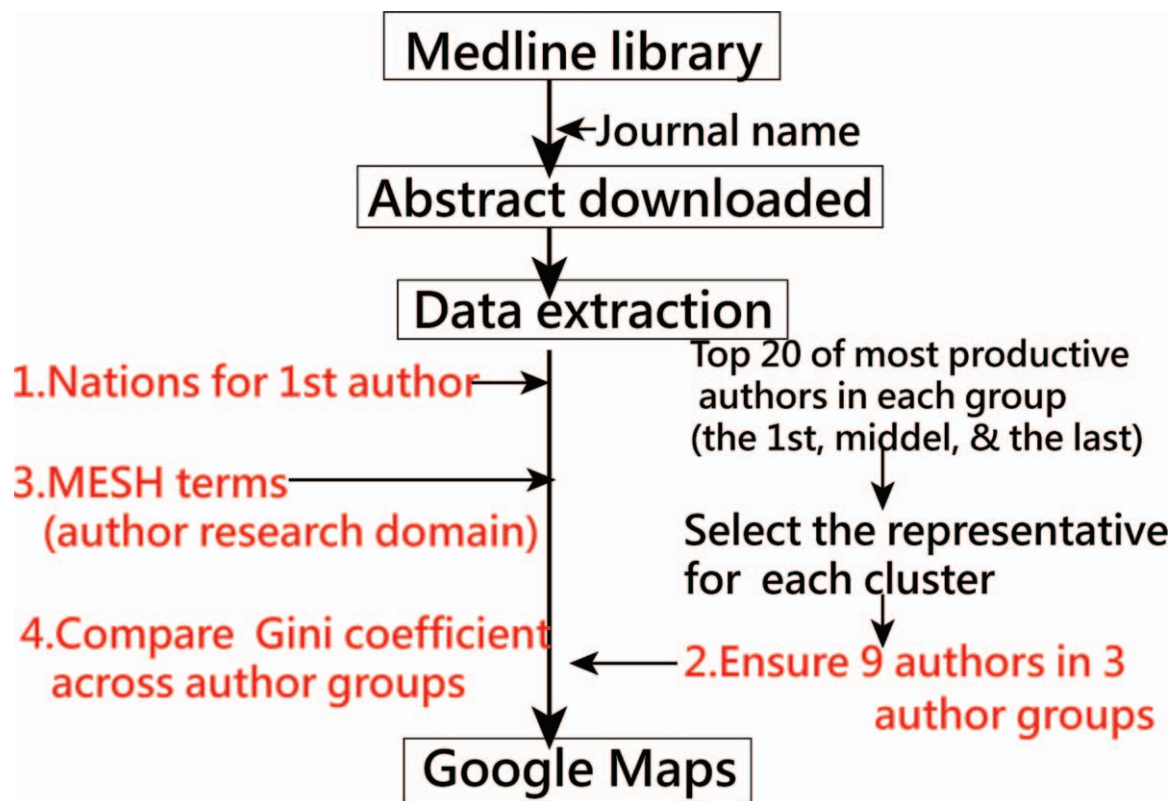 Medline library
Journal name
Abstract downloaded
Data extraction
1.Nations for 1st author
3.MESH terms
(author research domain)
4.Compare Gini coefficient
across author groups
Top 20 of most productive
authors in each group
(the 1st, middel, & the last)
Select the representative
for each cluster
2.Ensure 9 authors in 3
author groups
Google Maps